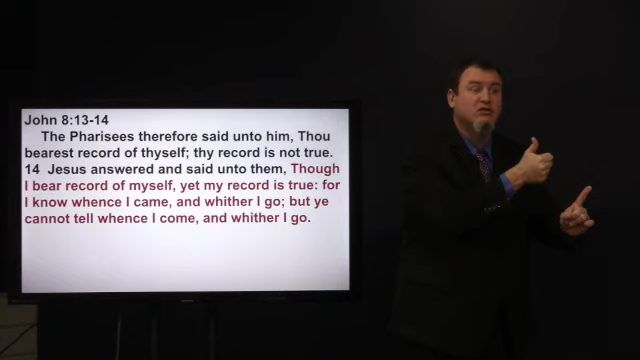 John 8:13-14
The Pharisees therefore said unto him, Thou
bearest record of thyself; thy record is not true.
14 Jesus answered and said unto them, Though
I bear record of myself, yet my record is true: for
I know whence I came, and whither I go; but ye
cannot tell whence I come, and whither I go.